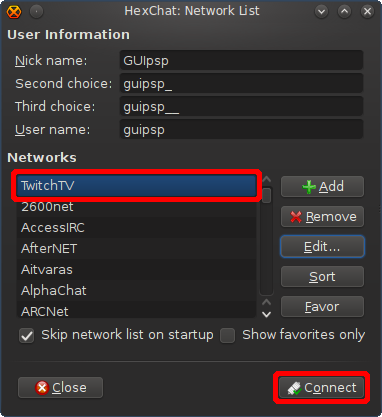 HexChat: Network List
User Information
Nick name: GUIpsp
Second choice: guipsp_
Third choice: guipsp__
User name: guipsp
Networks
TwitchTV
2600net
AccessIRC
AfterNET
Aitvaras
AlphaChat
ARCNet
Add
Remove
Edit...
Sort
Favor
Skip network list on startup
Show favorites only
Close
Connect